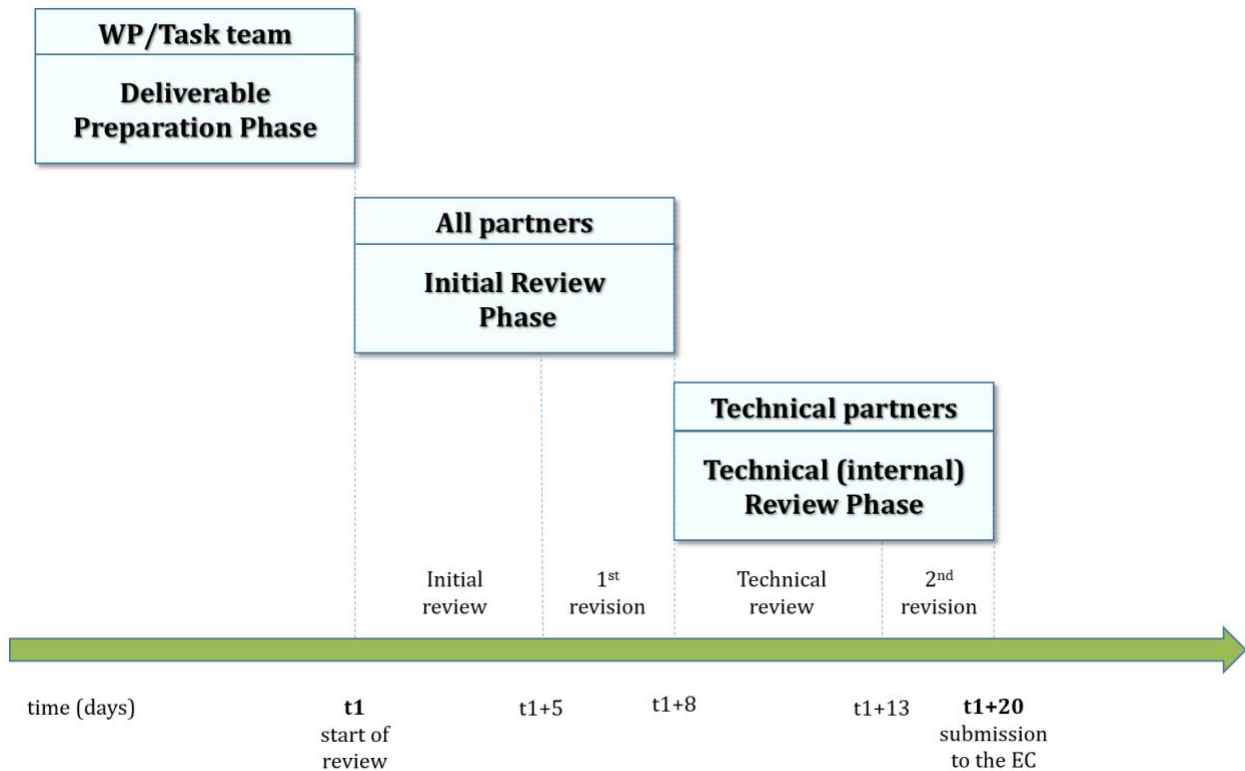 WP/Task team
Deliverable
Preparation Phase
All partners
Initial Review
Phase
Technical partners
Technical (internal)
Review Phase
Initial
review
1st
revision
Technical
review
2nd
revision
time (days)
t1
start of
review
t1+5
t1+8
t1+13
t1+20
submission
to the EC